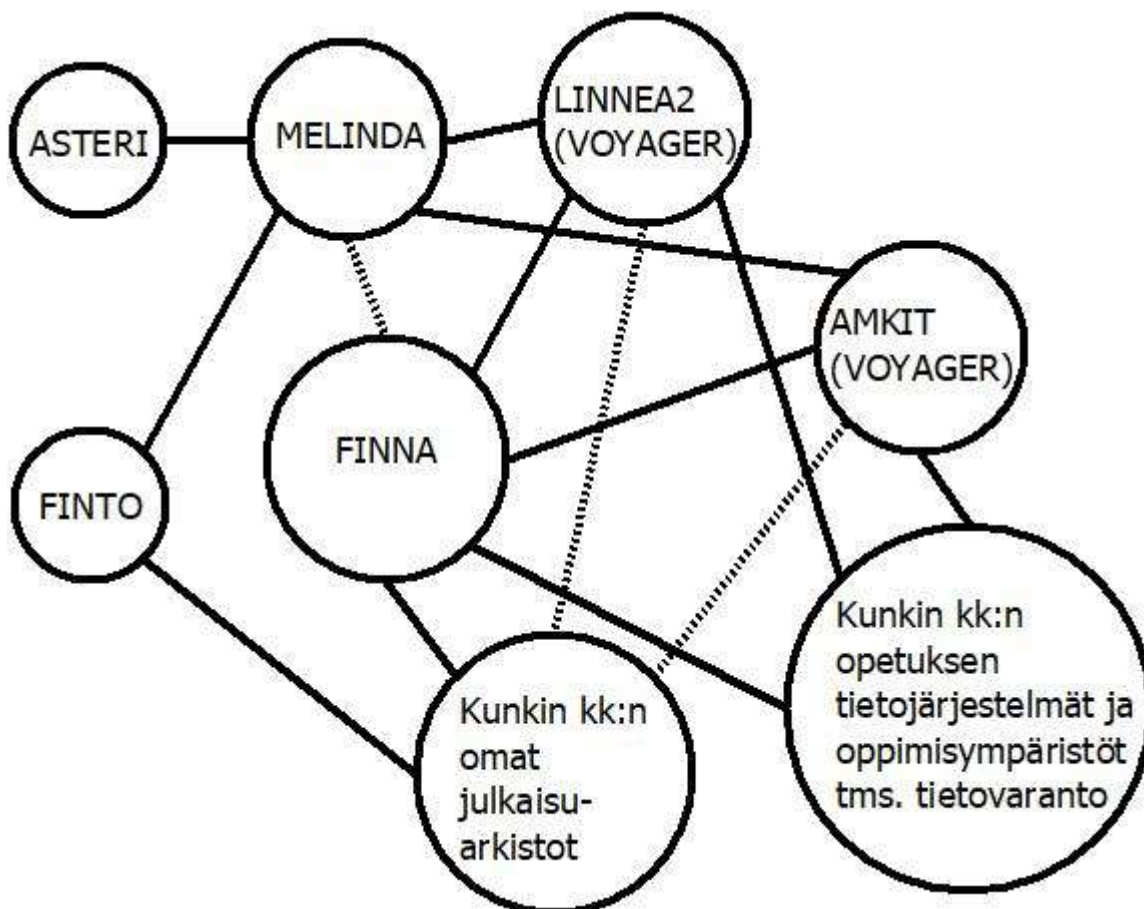 ASTERI
MELINDA
LINNEA2
(VOYAGER)
AMKIT
(VOYAGER)
FINNA
FINTO
Kunkin kk:n
omat
julkaisu-
arkistot
Kunkin kk:n
opetuksen
tietojärjestelmät ja
oppimisympäristöt
tms. tietovaranto